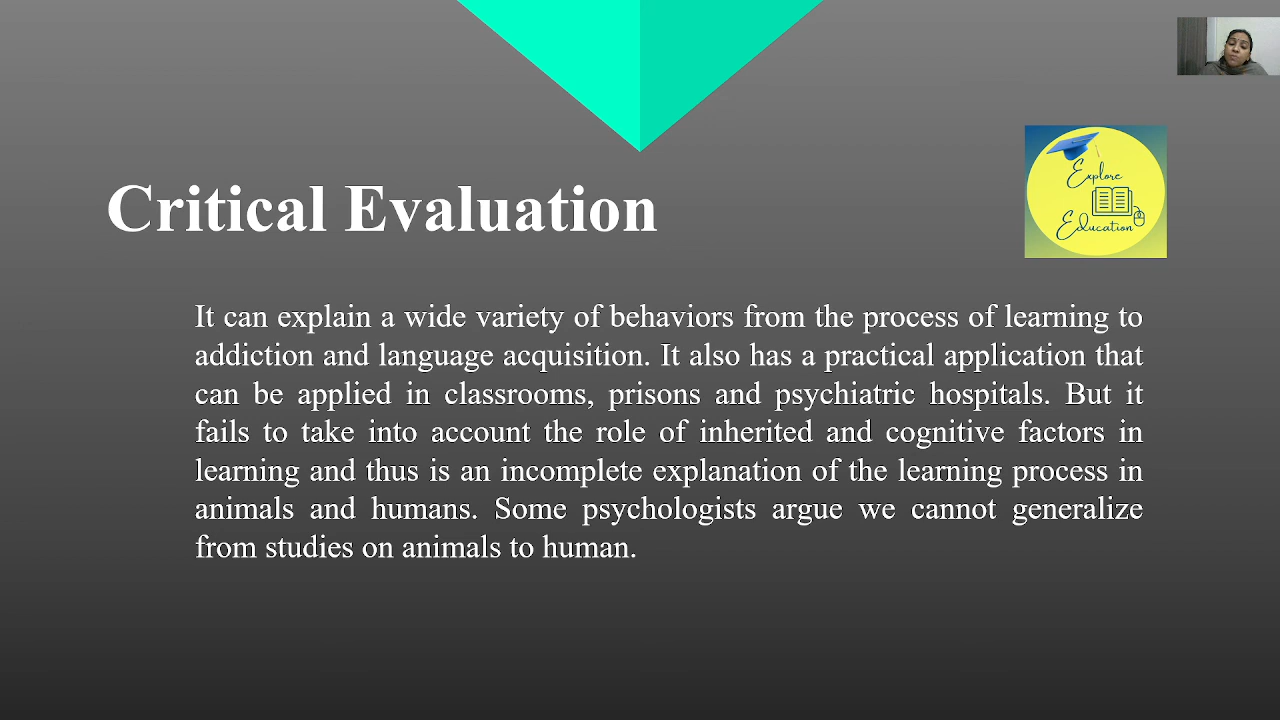 Explore
Education
Critical Evaluation
It can explain a wide variety of behaviors from the process of learning to
addiction and language acquisition. It also has a practical application that
can be applied in classrooms, prisons and psychiatric hospitals. But it
fails to take into account the role of inherited and cognitive factors in
learning and thus is an incomplete explanation of the learning process in
animals and humans. Some psychologists argue we cannot generalize
from studies on animals to human.